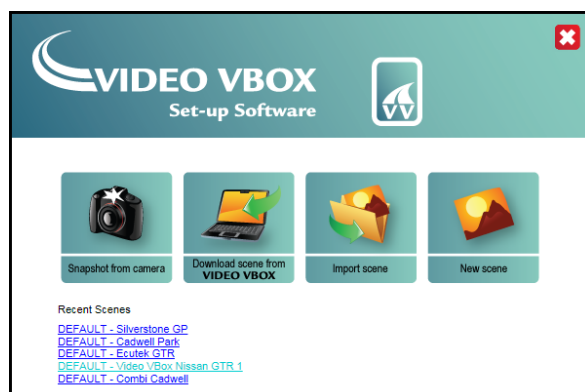 VIDEO VBOX
Set-up Software
VV
Snapshot from camera
Download scene from
VIDEO VBOX
Import scene
New scene
Recent Scenes
DEFAULT - Silverstone GP
DEFAULT - Cadwell Park
DEFAULT - Ecutek GTR
DEFAULT - Video VBox Nissan GTR 1
DEFAULT - Combi Cadwell